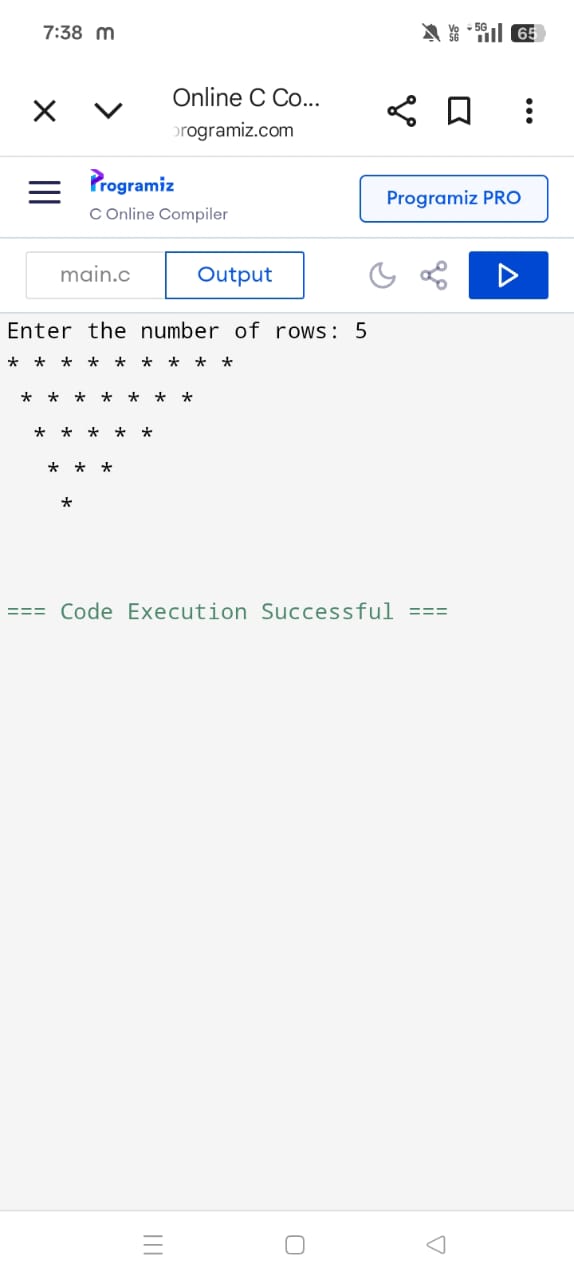 7:38 m Vo 5G 5G 65
Online C Co...
programiz.com
Programiz
C Online Compiler
Programiz PRO
main.c Output
Enter the number of rows: 5
* * * * * * * * *
 * * * * * * *
  * * * * *
   * * *
    *
=== Code Execution Successful ===